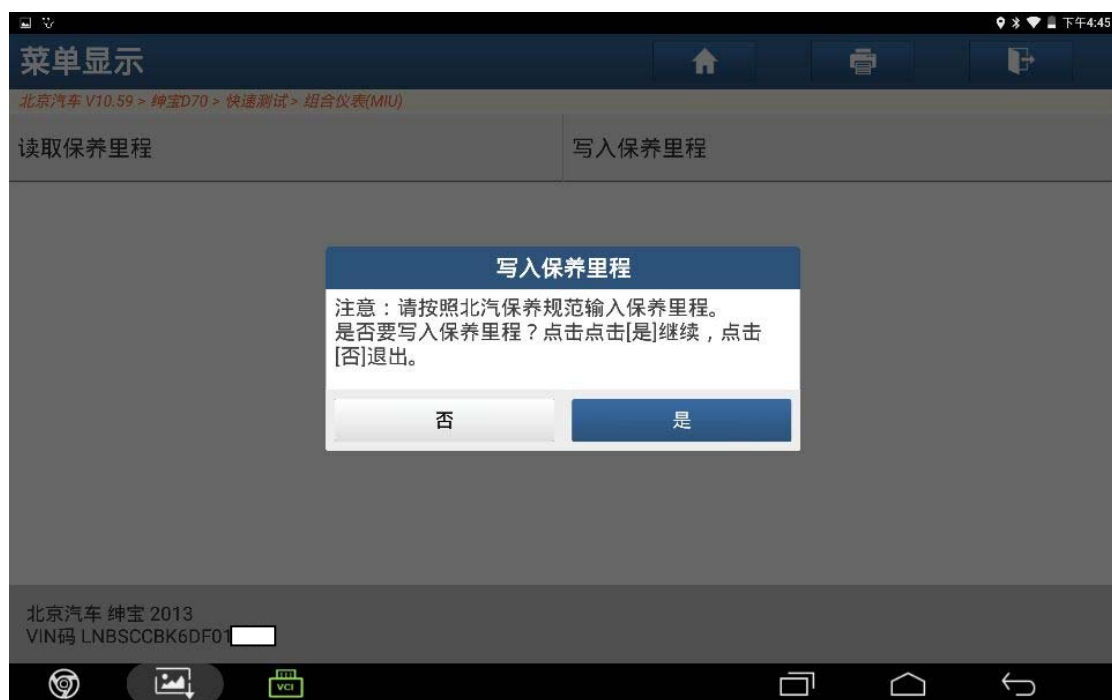 下午4:45
菜单显示
北京汽车 V10.59 > 绅宝D70 > 快速测试 > 组合仪表(MIU)
读取保养里程
写入保养里程
写入保养里程
注意：请按照北汽保养规范输入保养里程。
是否要写入保养里程？点击点击[是]继续，点击
[否]退出。
否
是
北京汽车 绅宝 2013
VIN码 LNBSCCBK6DF01
VCI